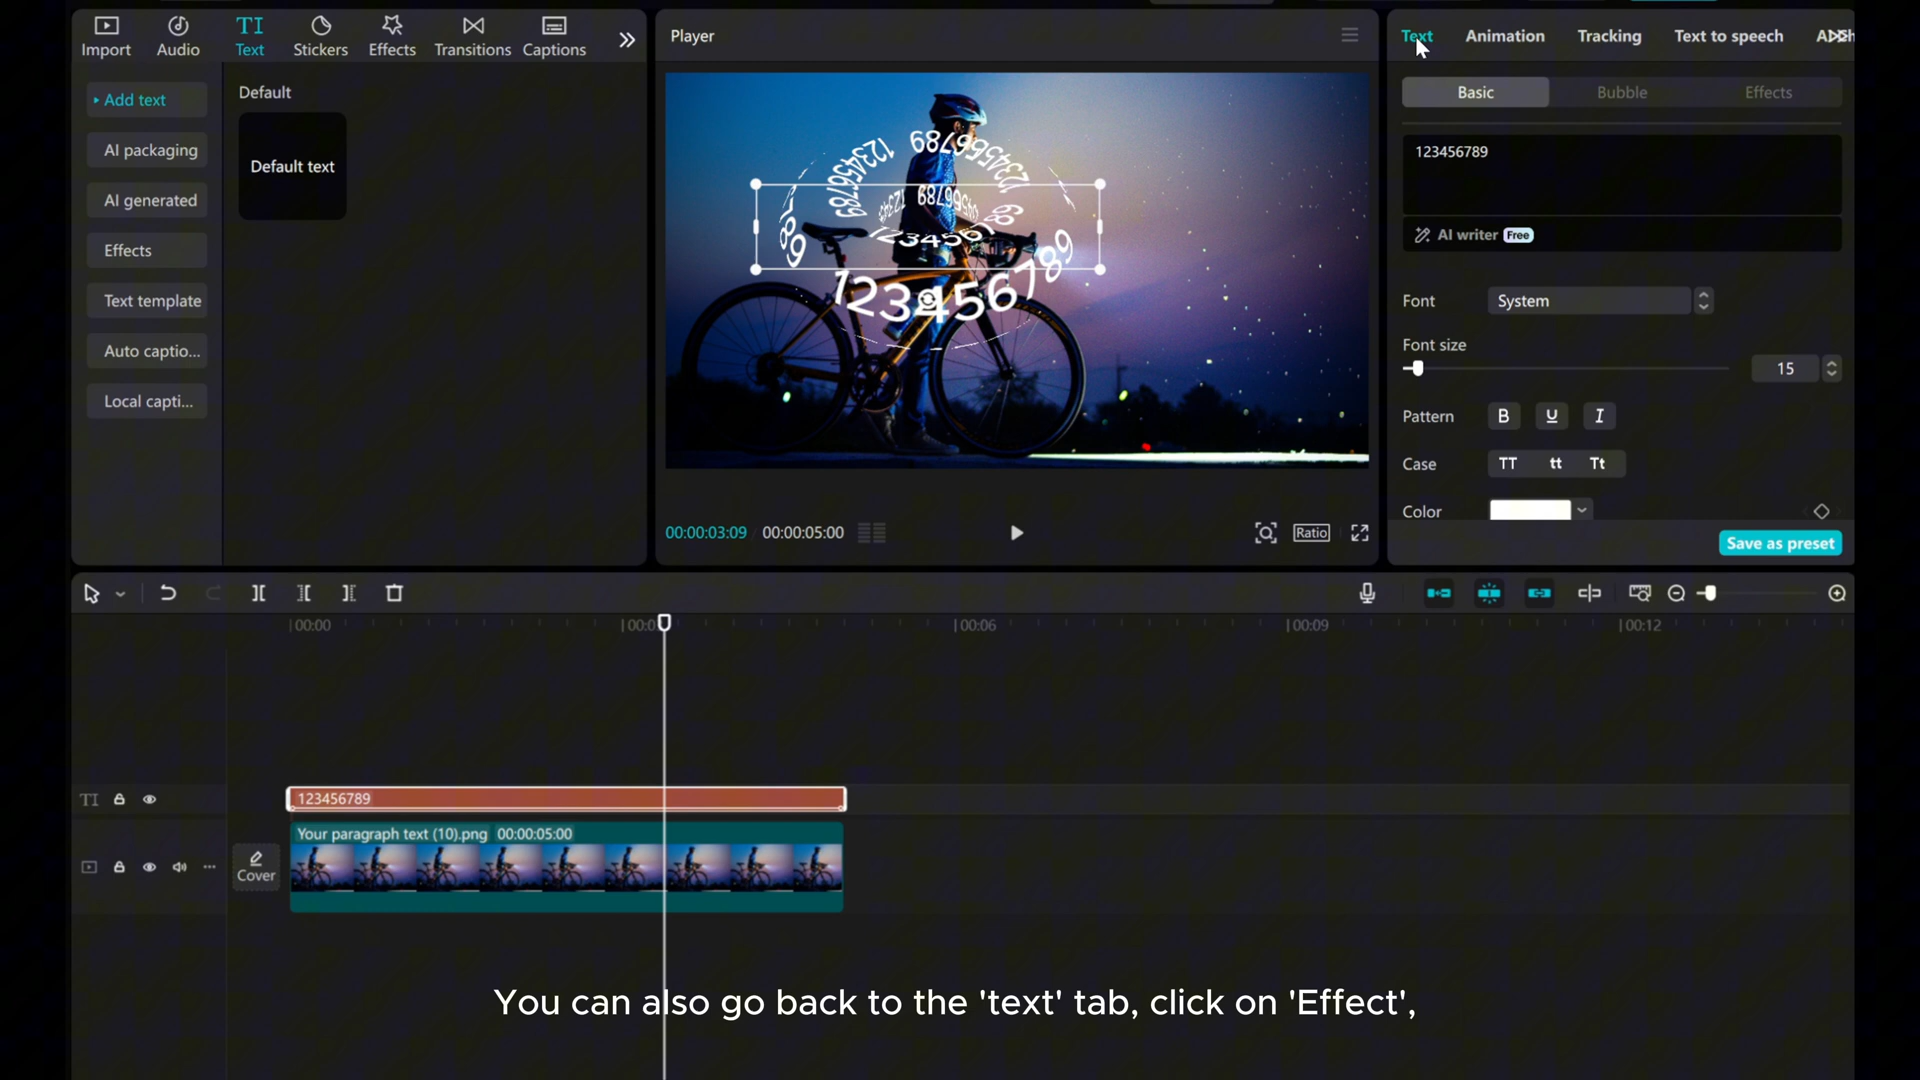 Import Audio Text Stickers Effects Transitions Captions
Add text
AI packaging
AI generated
Effects
Text template
Auto captio...
Local capti...
Default
Default text
Player
123456789
123456789
00:00:03:09 00:00:05:00
Ratio
Text Animation Tracking Text to speech
Basic Bubble Effects
123456789
AI writer Free
Font System
Font size
15
Pattern B U I
Case TT tt Tt
Color
Save as preset
00:00 00:06 00:09 00:12
TI 123456789
Your paragraph text (10).png 00:00:05:00
Cover
You can also go back to the 'text' tab, click on 'Effect',